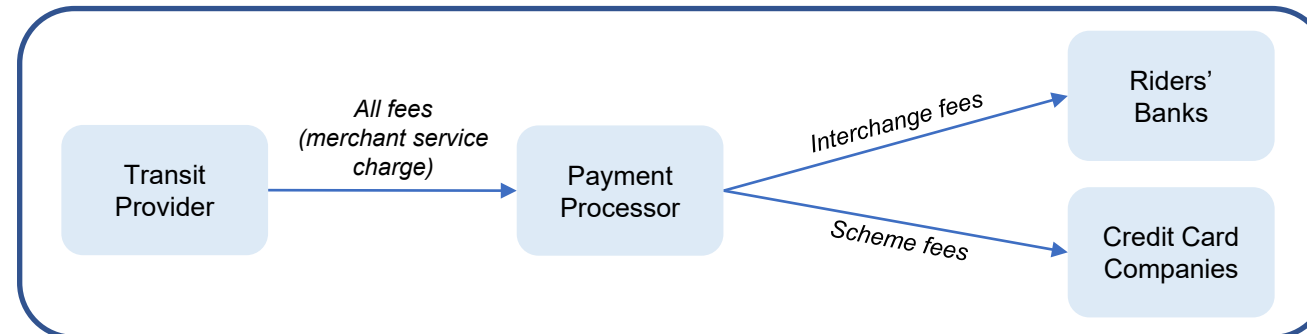 Transit
Provider
All fees
(merchant service
charge)
Payment
Processor
Interchange fees
Scheme fees
Riders’
Banks
Credit Card
Companies